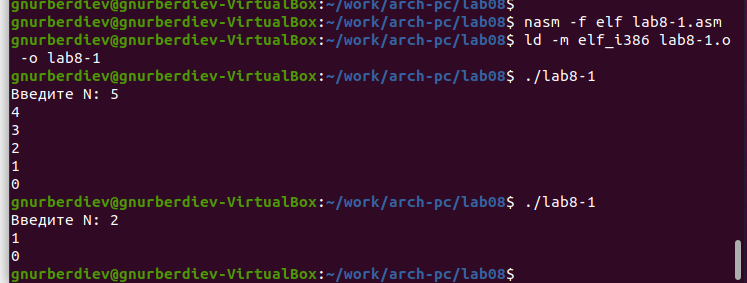 gnurberdiev@gnurberdiev-VirtualBox:~/work/arch-pc/lab08$
gnurberdiev@gnurberdiev-VirtualBox:~/work/arch-pc/lab08$ nasm -f elf lab8-1.asm
gnurberdiev@gnurberdiev-VirtualBox:~/work/arch-pc/lab08$ ld -m elf_i386 lab8-1.o
-o lab8-1
gnurberdiev@gnurberdiev-VirtualBox:~/work/arch-pc/lab08$ ./lab8-1
Введите N: 5
4
3
2
1
0
gnurberdiev@gnurberdiev-VirtualBox:~/work/arch-pc/lab08$ ./lab8-1
Введите N: 2
1
0
gnurberdiev@gnurberdiev-VirtualBox:~/work/arch-pc/lab08$